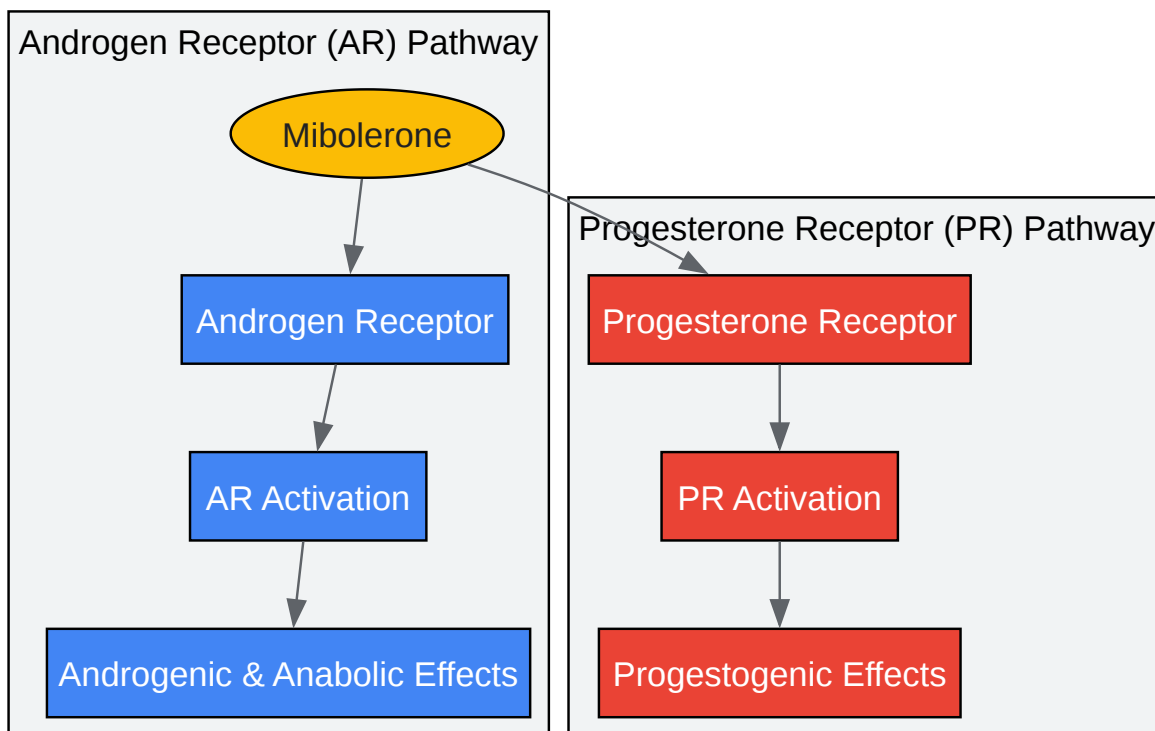 Androgen Receptor (AR) Pathway
Mibolerone
Androgen Receptor
AR Activation
Androgenic & Anabolic Effects
Progesterone Receptor (PR) Pathway
Progesterone Receptor
PR Activation
Progestogenic Effects